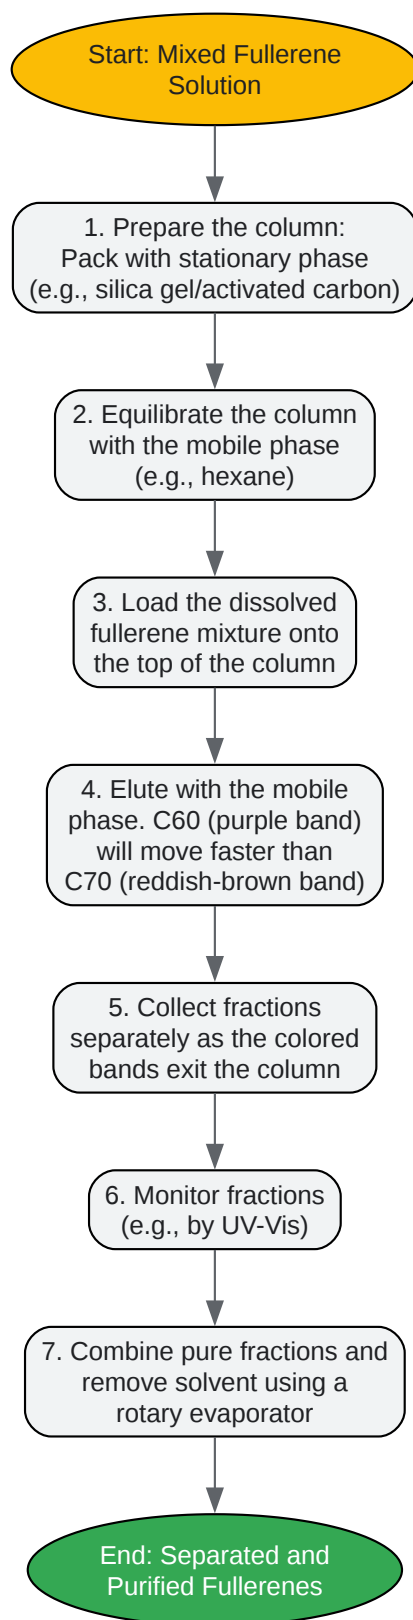 Start: Mixed Fullerene
Solution
1. Prepare the column:
Pack with stationary phase
(e.g., silica gel/activated carbon)
2. Equilibrate the column
with the mobile phase
(e.g., hexane)
3. Load the dissolved
fullerene mixture onto
the top of the column
4. Elute with the mobile
phase. C60 (purple band)
will move faster than
C70 (reddish-brown band)
5. Collect fractions
separately as the colored
bands exit the column
6. Monitor fractions
(e.g., by UV-Vis)
7. Combine pure fractions and
remove solvent using a
rotary evaporator
End: Separated and
Purified Fullerenes